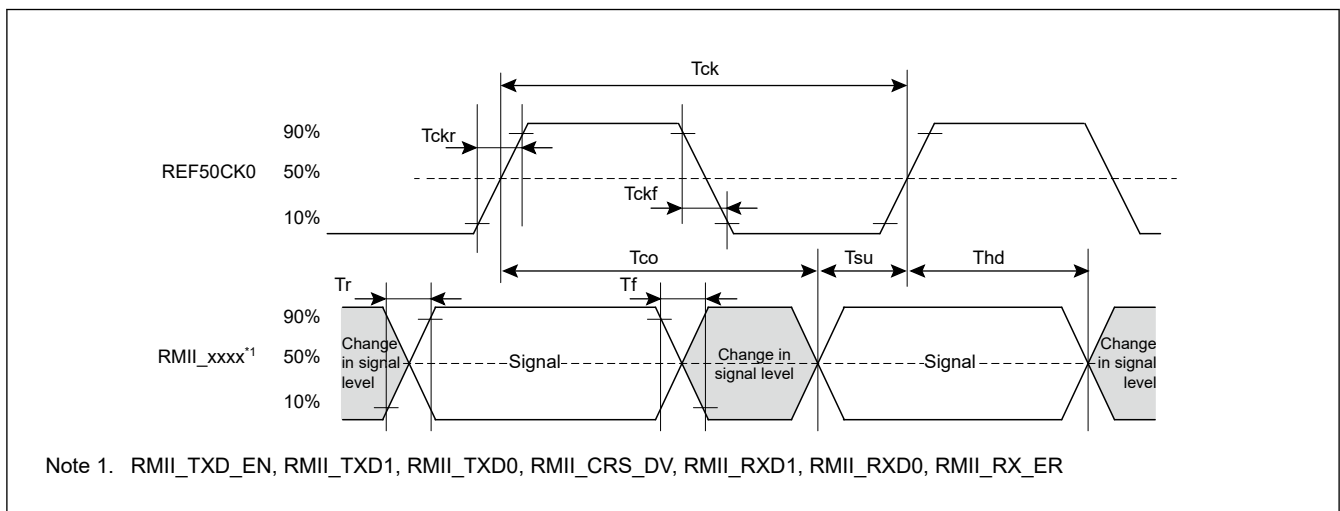 Tck
90%
Tckr
REF50CK0 50%
Tckf
10%
Tco Tsu Thd
Tr Tf
90%
RMII_xxxx*1 50%
Change
in signal
level
Signal
Change in
signal level
Signal
Change
in signal
level
10%
Note 1. RMII_TXD_EN, RMII_TXD1, RMII_TXD0, RMII_CRS_DV, RMII_RXD1, RMII_RXD0, RMII_RX_ER